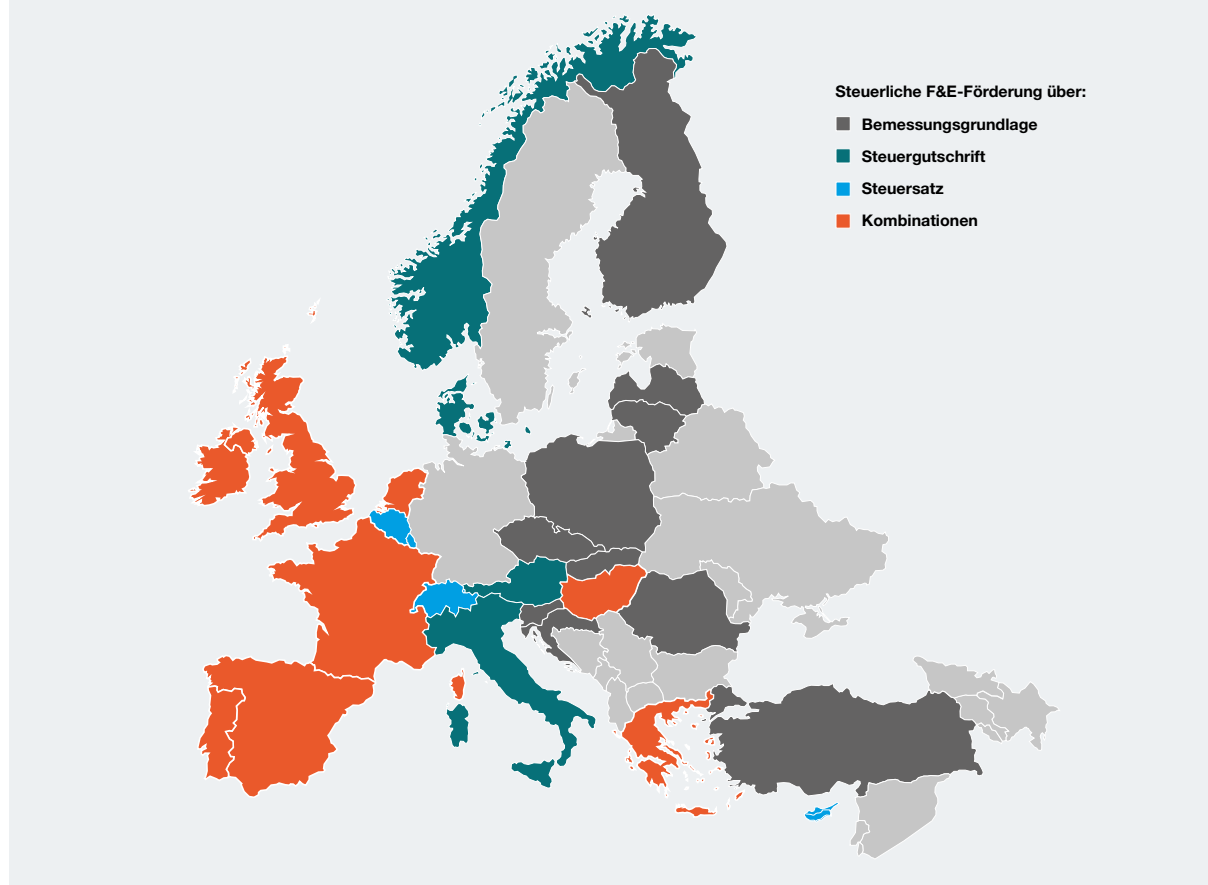 Steuerliche F&E-Förderung über:
Bemessungsgrundlage
Steuergutschrift
Steuersatz
Kombinationen